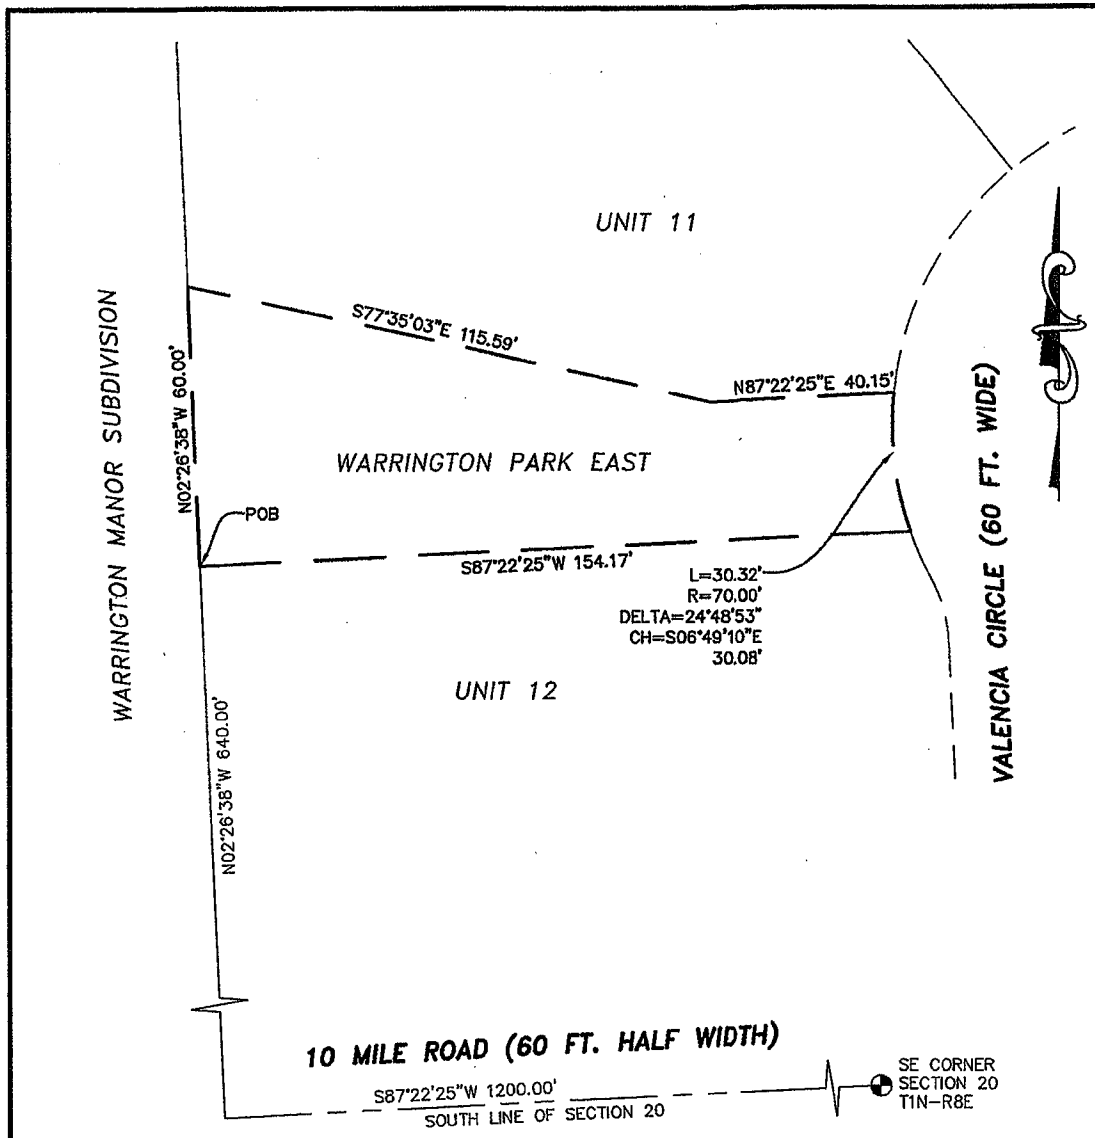 UNIT 11
WARRINGTON MANOR SUBDIVISION
S77°35'03"E 115.59'
N02°26'38"W 60.00'
N87°22'25"E 40.15'
VALENCIA CIRCLE (60 FT. WIDE)
WARRINGTON PARK EAST
POB
S87°22'25"W 154.17'
L=30.32'
R=70.00'
DELTA=24°48'53"
CH=S06°49'10"E
30.08'
UNIT 12
N02°26'38"W 640.00'
10 MILE ROAD (60 FT. HALF WIDTH)
S87°22'25"W 1200.00'
SOUTH LINE OF SECTION 20
SE CORNER
SECTION 20
T1N-R8E